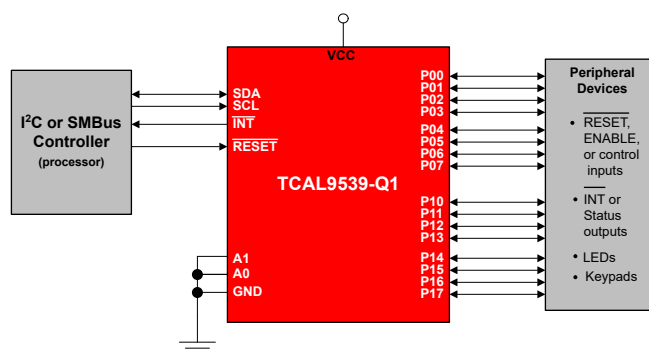 VCC
I²C or SMBus
Controller
(processor)
SDA
SCL
INT
RESET
TCAL9539-Q1
A1
A0
GND
P00
P01
P02
P03
P04
P05
P06
P07
P10
P11
P12
P13
P14
P15
P16
P17
Peripheral
Devices
• RESET,
ENABLE,
or control
inputs
• INT or
Status
outputs
• LEDs
• Keypads